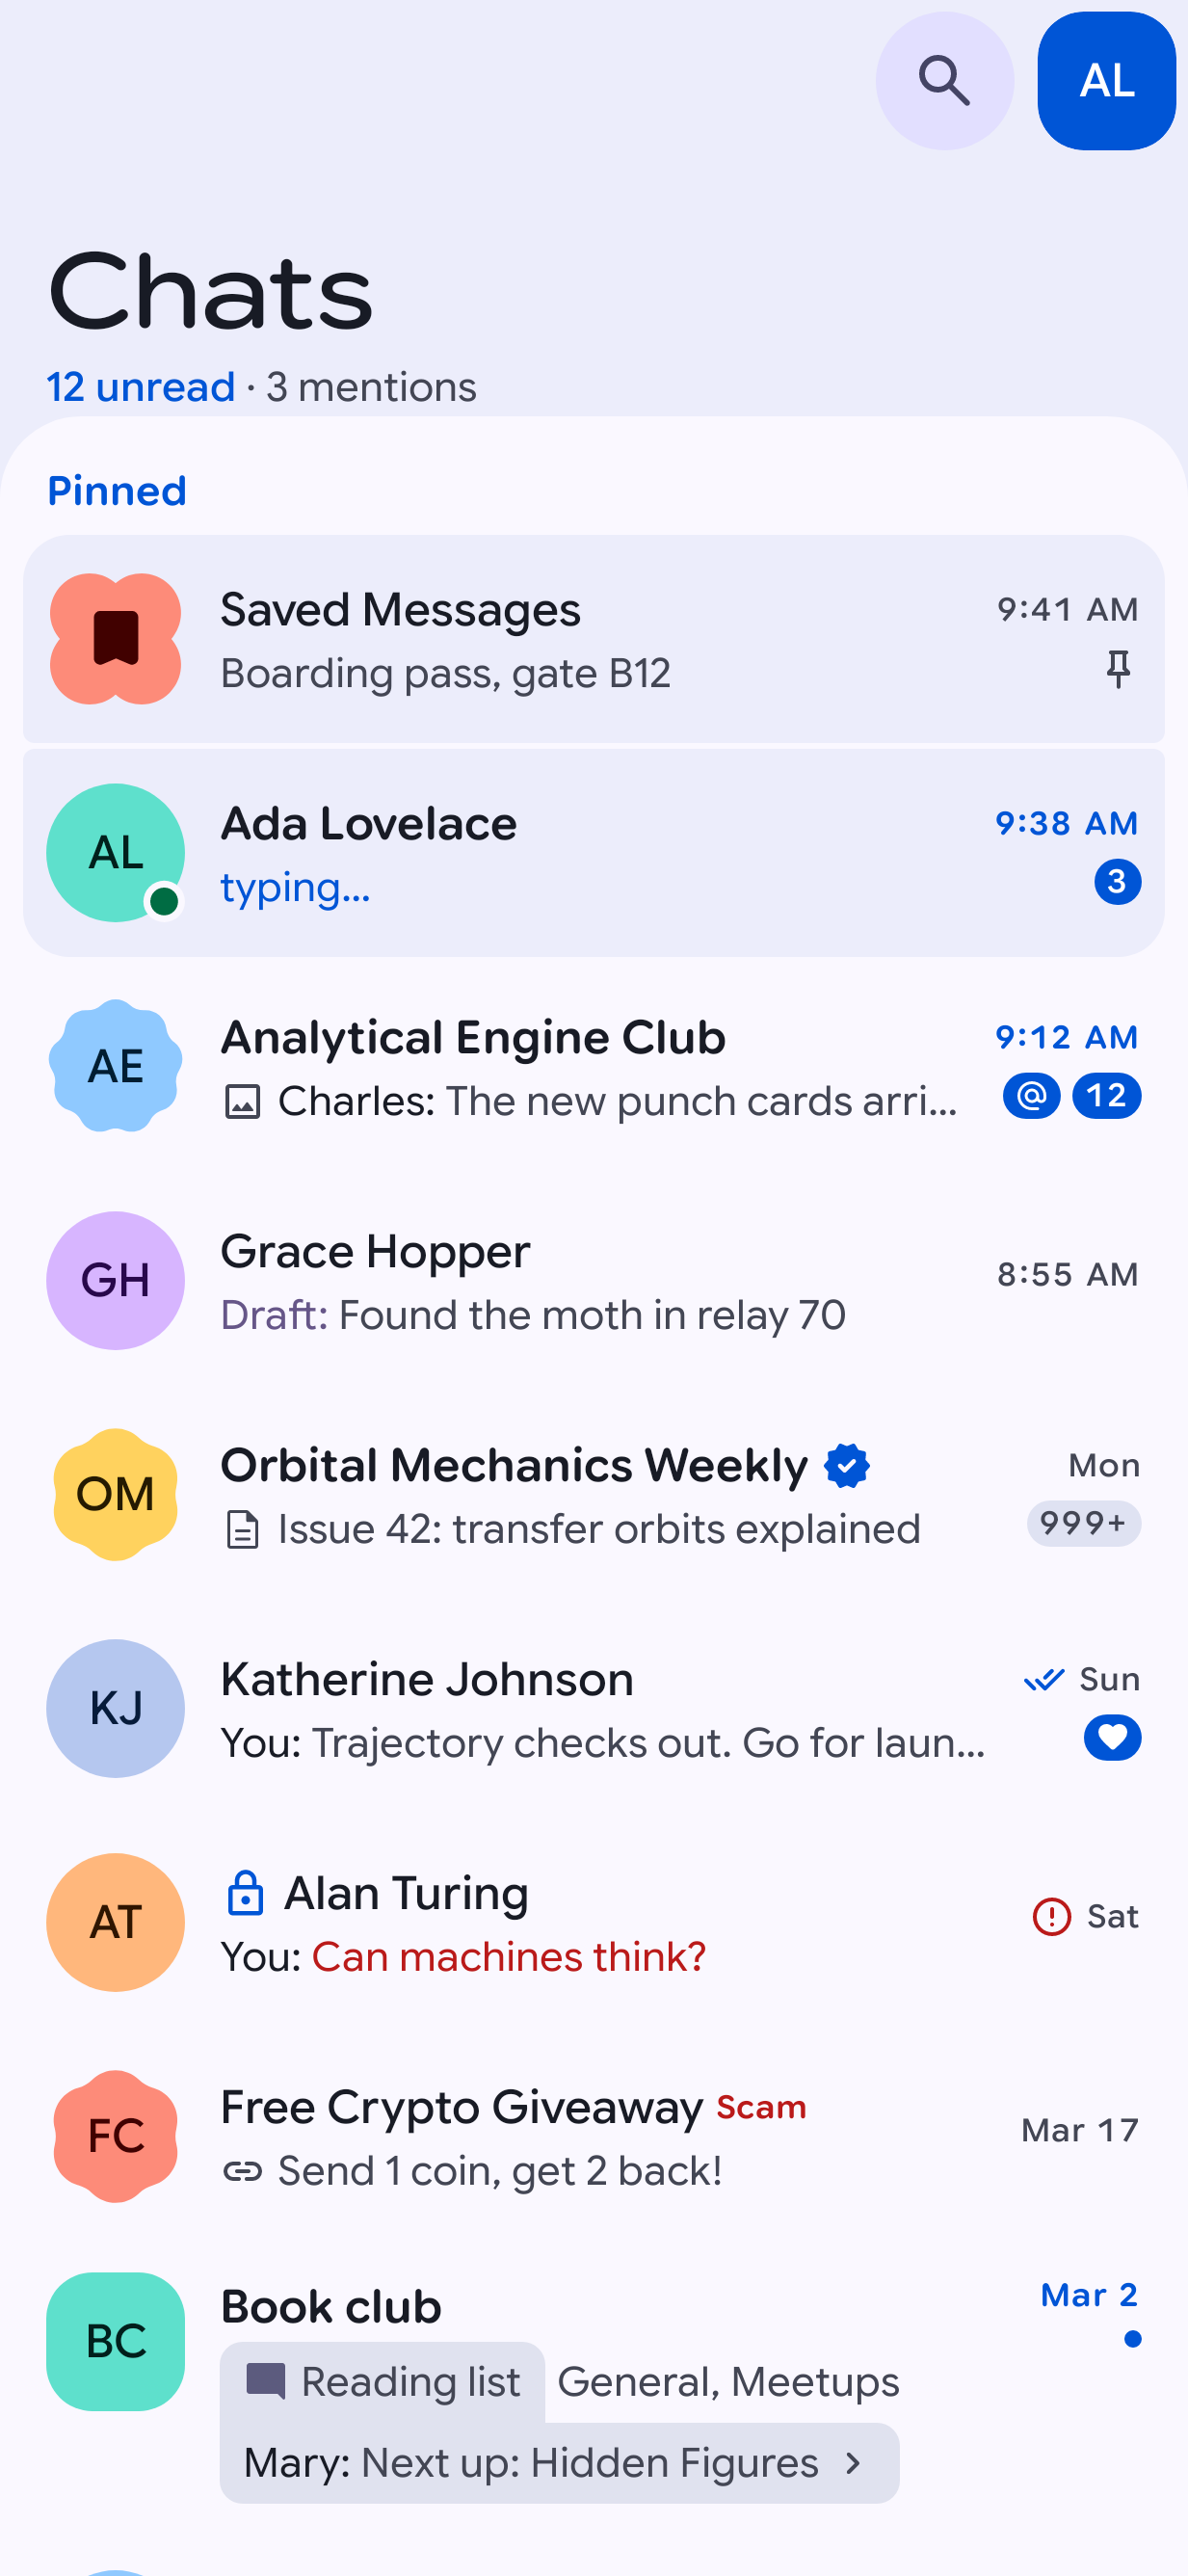 AL
Chats
12 unread · 3 mentions
Pinned
Saved Messages 9:41 AM
Boarding pass, gate B12
AL
Ada Lovelace 9:38 AM
typing... 3
AE
Analytical Engine Club 9:12 AM
Charles: The new punch cards arri... @ 12
GH
Grace Hopper 8:55 AM
Draft: Found the moth in relay 70
OM
Orbital Mechanics Weekly Mon
Issue 42: transfer orbits explained 999+
KJ
Katherine Johnson Sun
You: Trajectory checks out. Go for laun...
AT
Alan Turing Sat
You: Can machines think?
FC
Free Crypto Giveaway Scam Mar 17
Send 1 coin, get 2 back!
BC
Book club Mar 2
Reading list General, Meetups
Mary: Next up: Hidden Figures